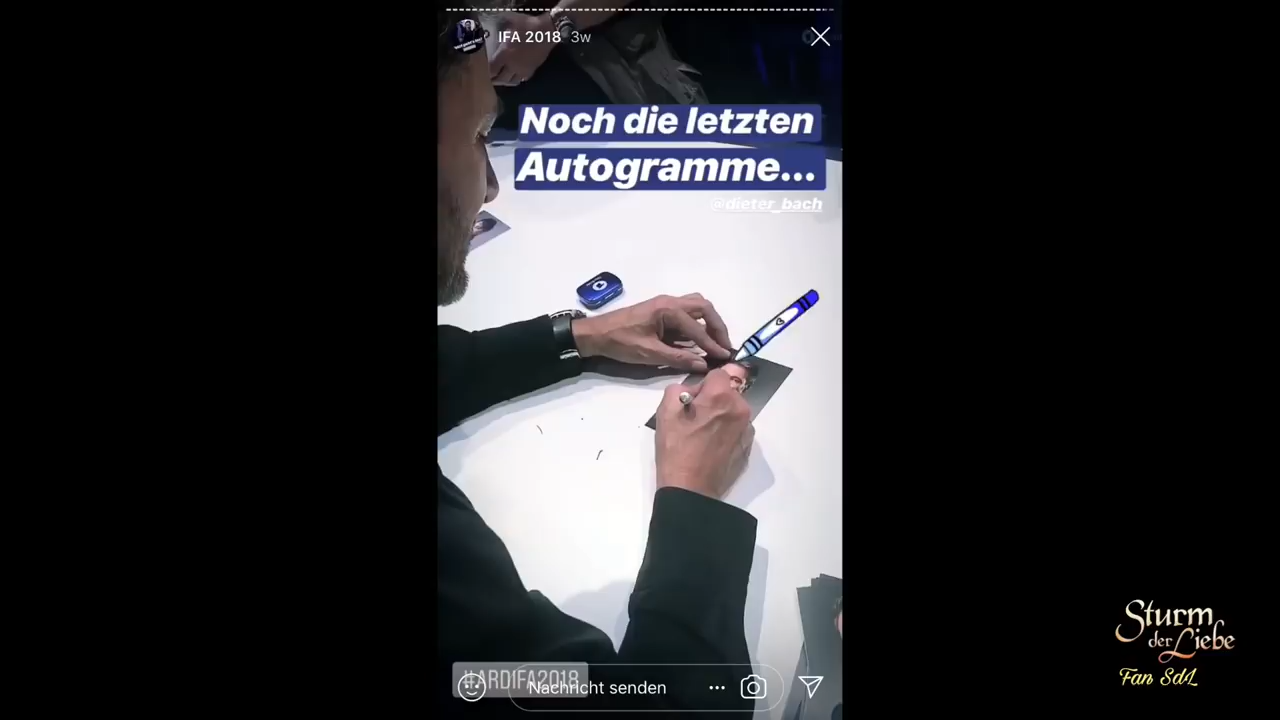 IFA 2018 3w
Noch die letzten
Autogramme...
@dieter_bach
#ARDIFA2018
Nachricht senden
Sturm
der Liebe
Fan SdL